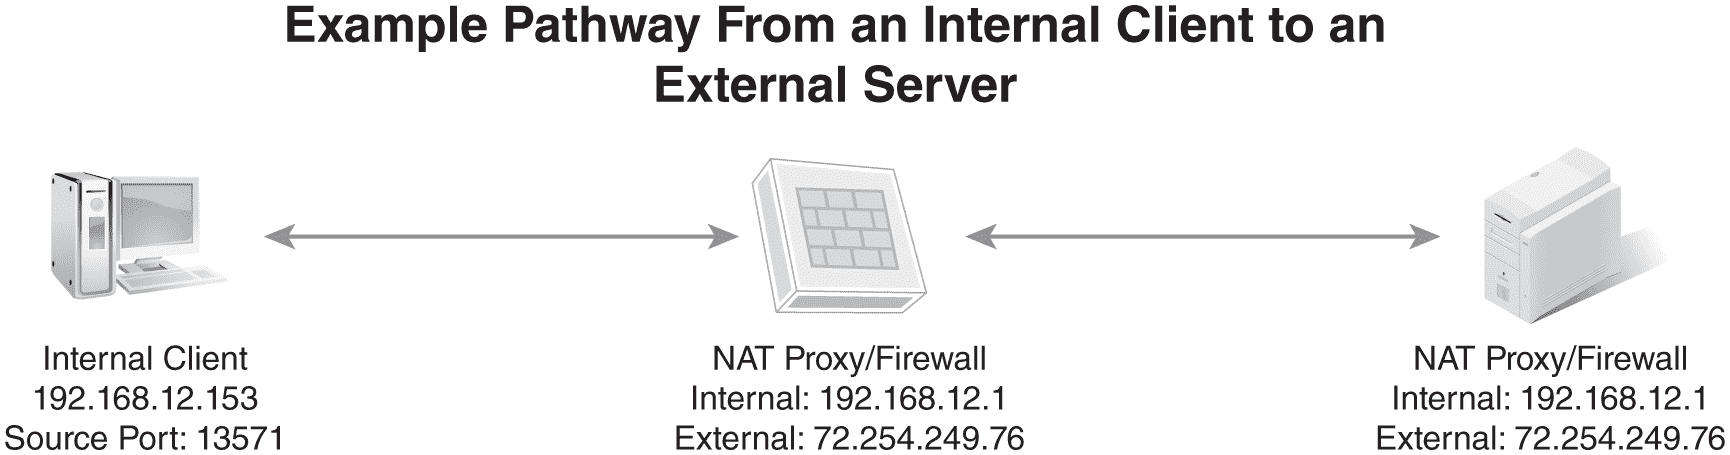 Example Pathway From an Internal Client to an
External Server
Internal Client
192.168.12.153
Source Port: 13571
NAT Proxy/Firewall
Internal: 192.168.12.1
External: 72.254.249.76
NAT Proxy/Firewall
Internal: 192.168.12.1
External: 72.254.249.76